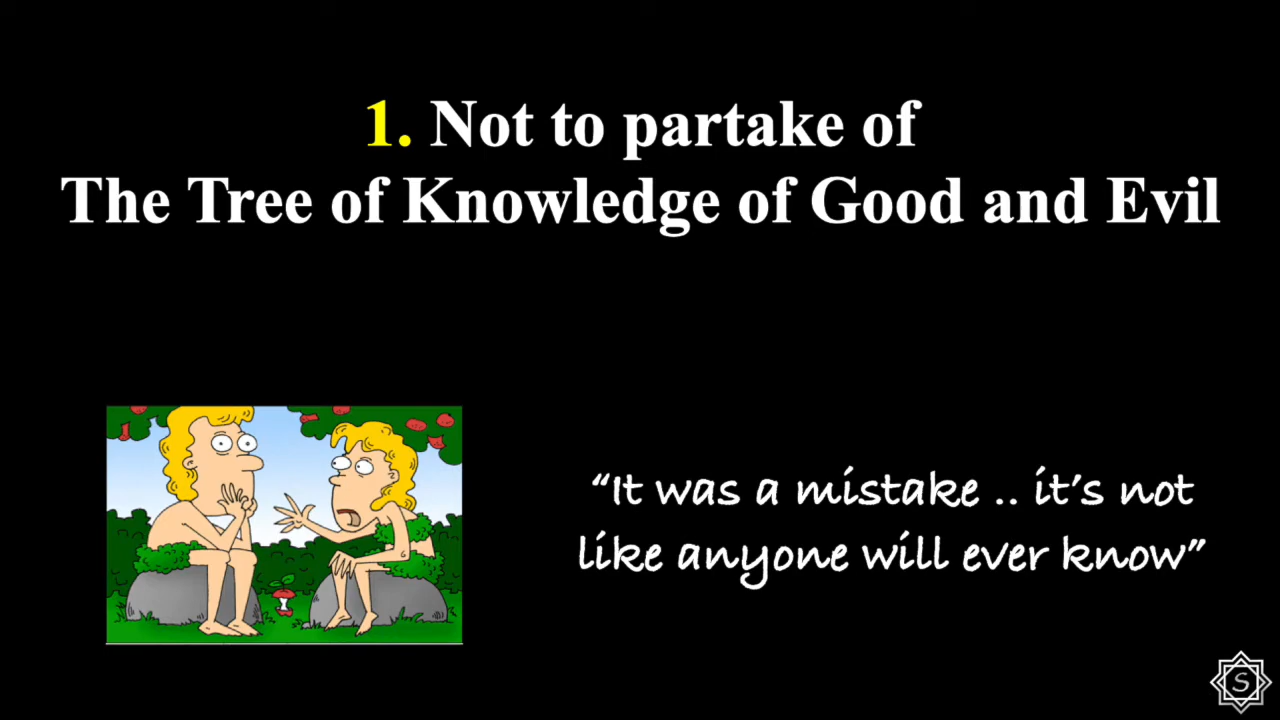 1. Not to partake of
The Tree of Knowledge of Good and Evil
“It was a mistake .. it’s not
like anyone will ever know”
S